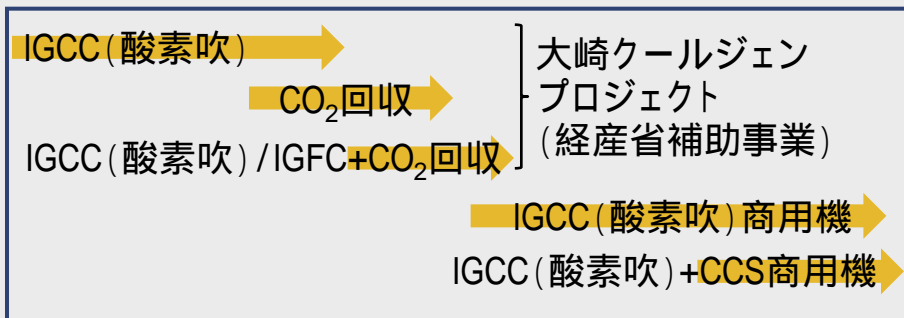 IGCC(酸素吹)
CO₂回収
IGCC(酸素吹)/IGFC+CO₂回収
大崎クールジェン
プロジェクト
(経産省補助事業)
IGCC(酸素吹)商用機
IGCC(酸素吹)+CCS商用機